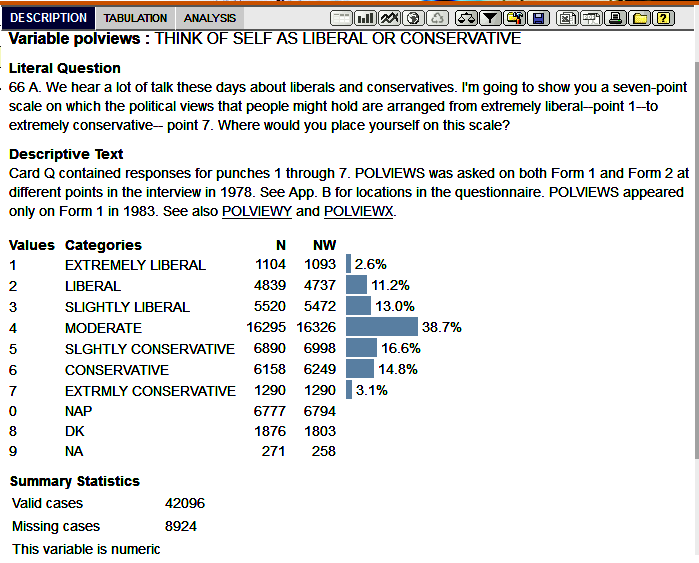 DESCRIPTION TABULATION ANALYSIS
Variable polviews : THINK OF SELF AS LIBERAL OR CONSERVATIVE
Literal Question
66 A. We hear a lot of talk these days about liberals and conservatives. I'm going to show you a seven-point
scale on which the political views that people might hold are arranged from extremely liberal--point 1--to
extremely conservative-- point 7. Where would you place yourself on this scale?
Descriptive Text
Card Q contained responses for punches 1 through 7. POLVIEWS was asked on both Form 1 and Form 2 at
different points in the interview in 1978. See App. B for locations in the questionnaire. POLVIEWS appeared
only on Form 1 in 1983. See also POLVIEWY and POLVIEWX.
Values Categories N NW
1 EXTREMELY LIBERAL 1104 1093 2.6%
2 LIBERAL 4839 4737 11.2%
3 SLIGHTLY LIBERAL 5520 5472 13.0%
4 MODERATE 16295 16326 38.7%
5 SLGHTLY CONSERVATIVE 6890 6998 16.6%
6 CONSERVATIVE 6158 6249 14.8%
7 EXTRMLY CONSERVATIVE 1290 1290 3.1%
0 NAP 6777 6794
8 DK 1876 1803
9 NA 271 258
Summary Statistics
Valid cases 42096
Missing cases 8924
This variable is numeric